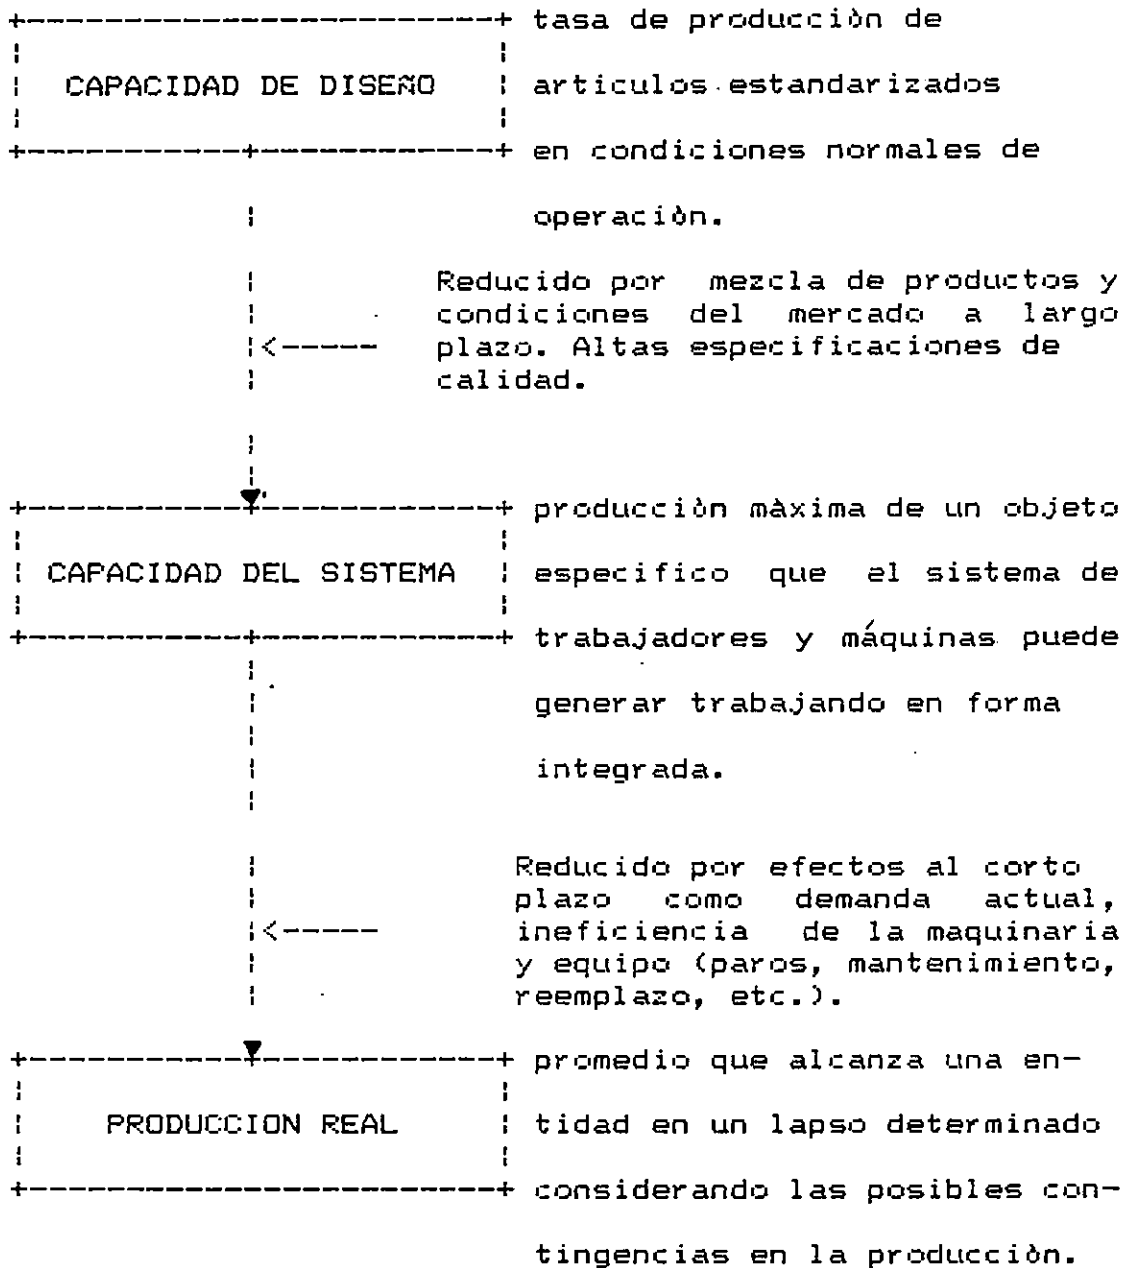 tasa de producciòn de
CAPACIDAD DE DISEÑO articulos estandarizados
en condiciones normales de
operaciòn.
Reducido por mezcla de productos y
condiciones del mercado a largo
plazo. Altas especificaciones de
calidad.
producciòn màxima de un objeto
CAPACIDAD DEL SISTEMA especifico que el sistema de
trabajadores y máquinas puede
generar trabajando en forma
integrada.
Reducido por efectos al corto
plazo como demanda actual,
ineficiencia de la maquinaria
y equipo (paros, mantenimiento,
reemplazo, etc.).
promedio que alcanza una en-
PRODUCCION REAL tidad en un lapso determinado
considerando las posibles con-
tingencias en la producciòn.